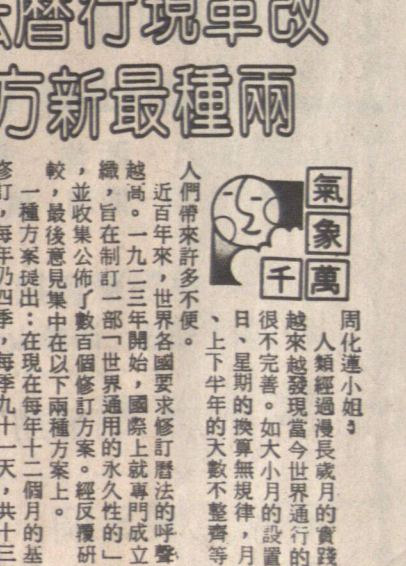 改革現行曆
兩種最新方
氣象萬千
周化蓮小姐:
人類經過漫長歲月的實踐
越來越發現當今世界通行的
很不完善。如大小月的設置
日、星期的換算無規律,月
、上下半年的天數不整齊等
人們帶來許多不便。
近百年來,世界各國要求修訂曆法的呼聲
越高。一九二三年開始,國際上就專門成立
織,旨在制訂一部「世界通用的永久性的」
,並收集公佈了數百個修訂方案。經反覆研
較,最後意見集中在以下兩種方案上。
一種方案提出:在現在每年十二個月的基
修訂,每年仍四季,每季九十一天,共十三